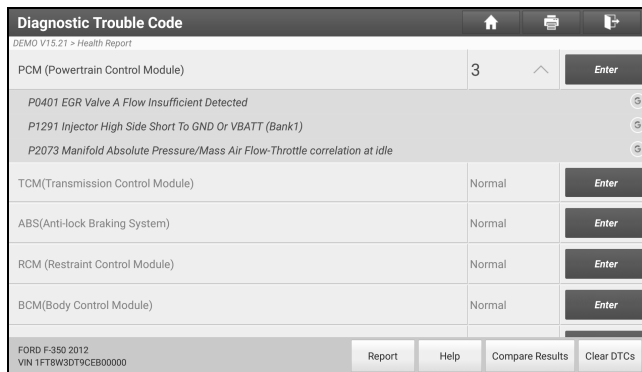 Diagnostic Trouble Code
DEMO V15.21 > Health Report
PCM (Powertrain Control Module) 3 Enter
P0401 EGR Valve A Flow Insufficient Detected G
P1291 Injector High Side Short To GND Or VBATT (Bank1) G
P2073 Manifold Absolute Pressure/Mass Air Flow-Throttle correlation at idle G
TCM(Transmission Control Module) Normal Enter
ABS(Anti-lock Braking System) Normal Enter
RCM (Restraint Control Module) Normal Enter
BCM(Body Control Module) Normal Enter
FORD F-350 2012
VIN 1FT8W3DT9CEB00000
Report Help Compare Results Clear DTCs